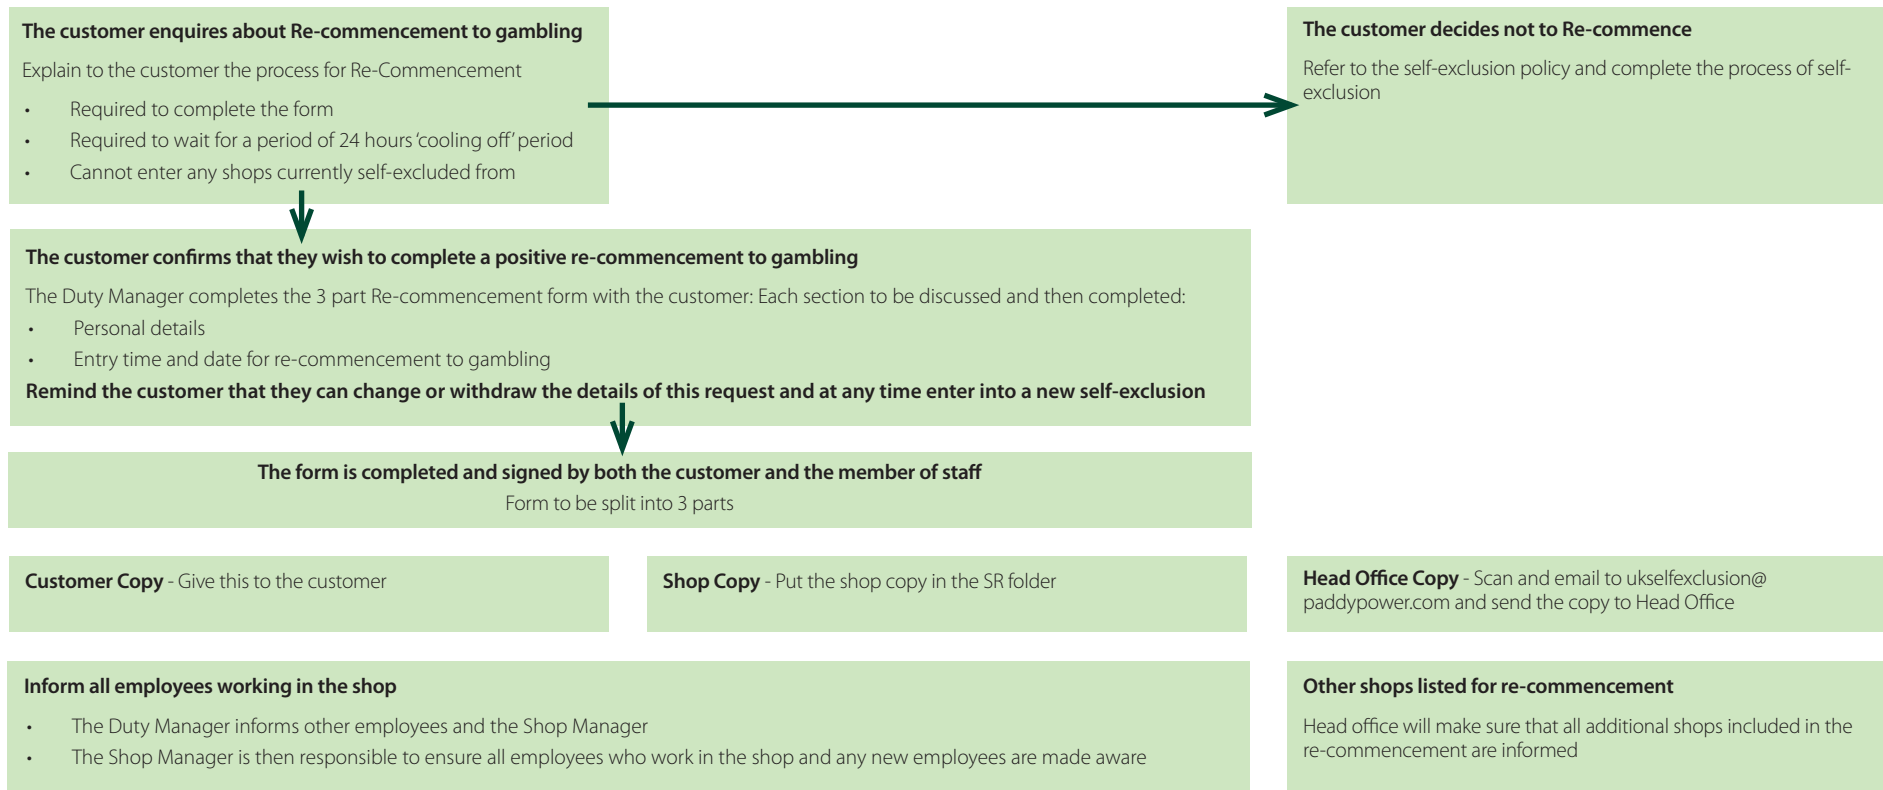 The customer enquires about Re-commencement to gambling
Explain to the customer the process for Re-Commencement
• Required to complete the form
• Required to wait for a period of 24 hours 'cooling off' period
• Cannot enter any shops currently self-excluded from
The customer decides not to Re-commence
Refer to the self-exclusion policy and complete the process of self-
exclusion
The customer confirms that they wish to complete a positive re-commencement to gambling
The Duty Manager completes the 3 part Re-commencement form with the customer: Each section to be discussed and then completed:
• Personal details
• Entry time and date for re-commencement to gambling
Remind the customer that they can change or withdraw the details of this request and at any time enter into a new self-exclusion
The form is completed and signed by both the customer and the member of staff
Form to be split into 3 parts
Customer Copy - Give this to the customer
Shop Copy - Put the shop copy in the SR folder
Head Office Copy - Scan and email to ukselfexclusion@
paddypower.com and send the copy to Head Office
Inform all employees working in the shop
• The Duty Manager informs other employees and the Shop Manager
• The Shop Manager is then responsible to ensure all employees who work in the shop and any new employees are made aware
Other shops listed for re-commencement
Head office will make sure that all additional shops included in the
re-commencement are informed